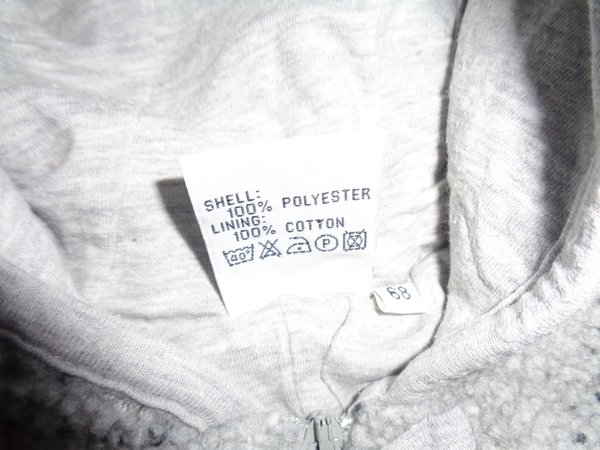 SHELL:
100% POLYESTER
LINING:
100% COTTON
40° P
68